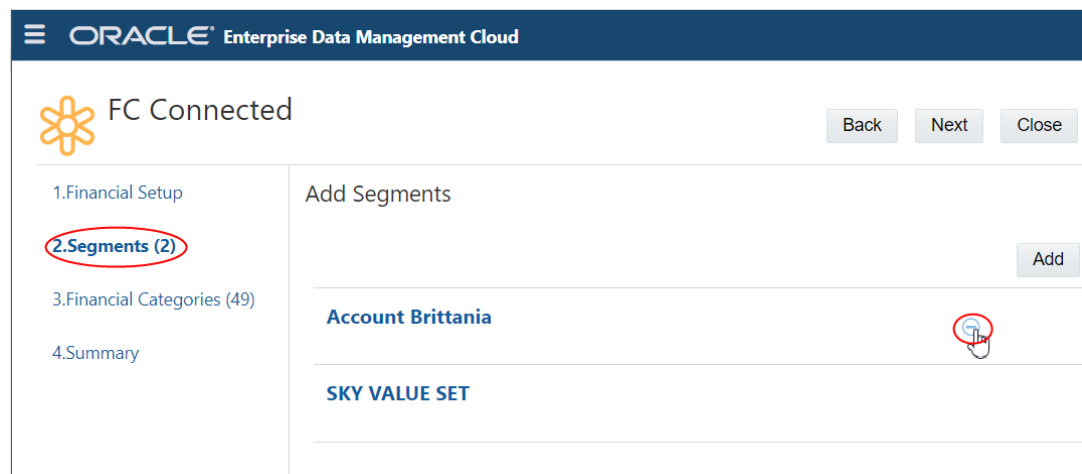 ORACLE® Enterprise Data Management Cloud
FC Connected
Back Next Close
1.Financial Setup
2.Segments (2)
3.Financial Categories (49)
4.Summary
Add Segments
Add
Account Brittania
SKY VALUE SET